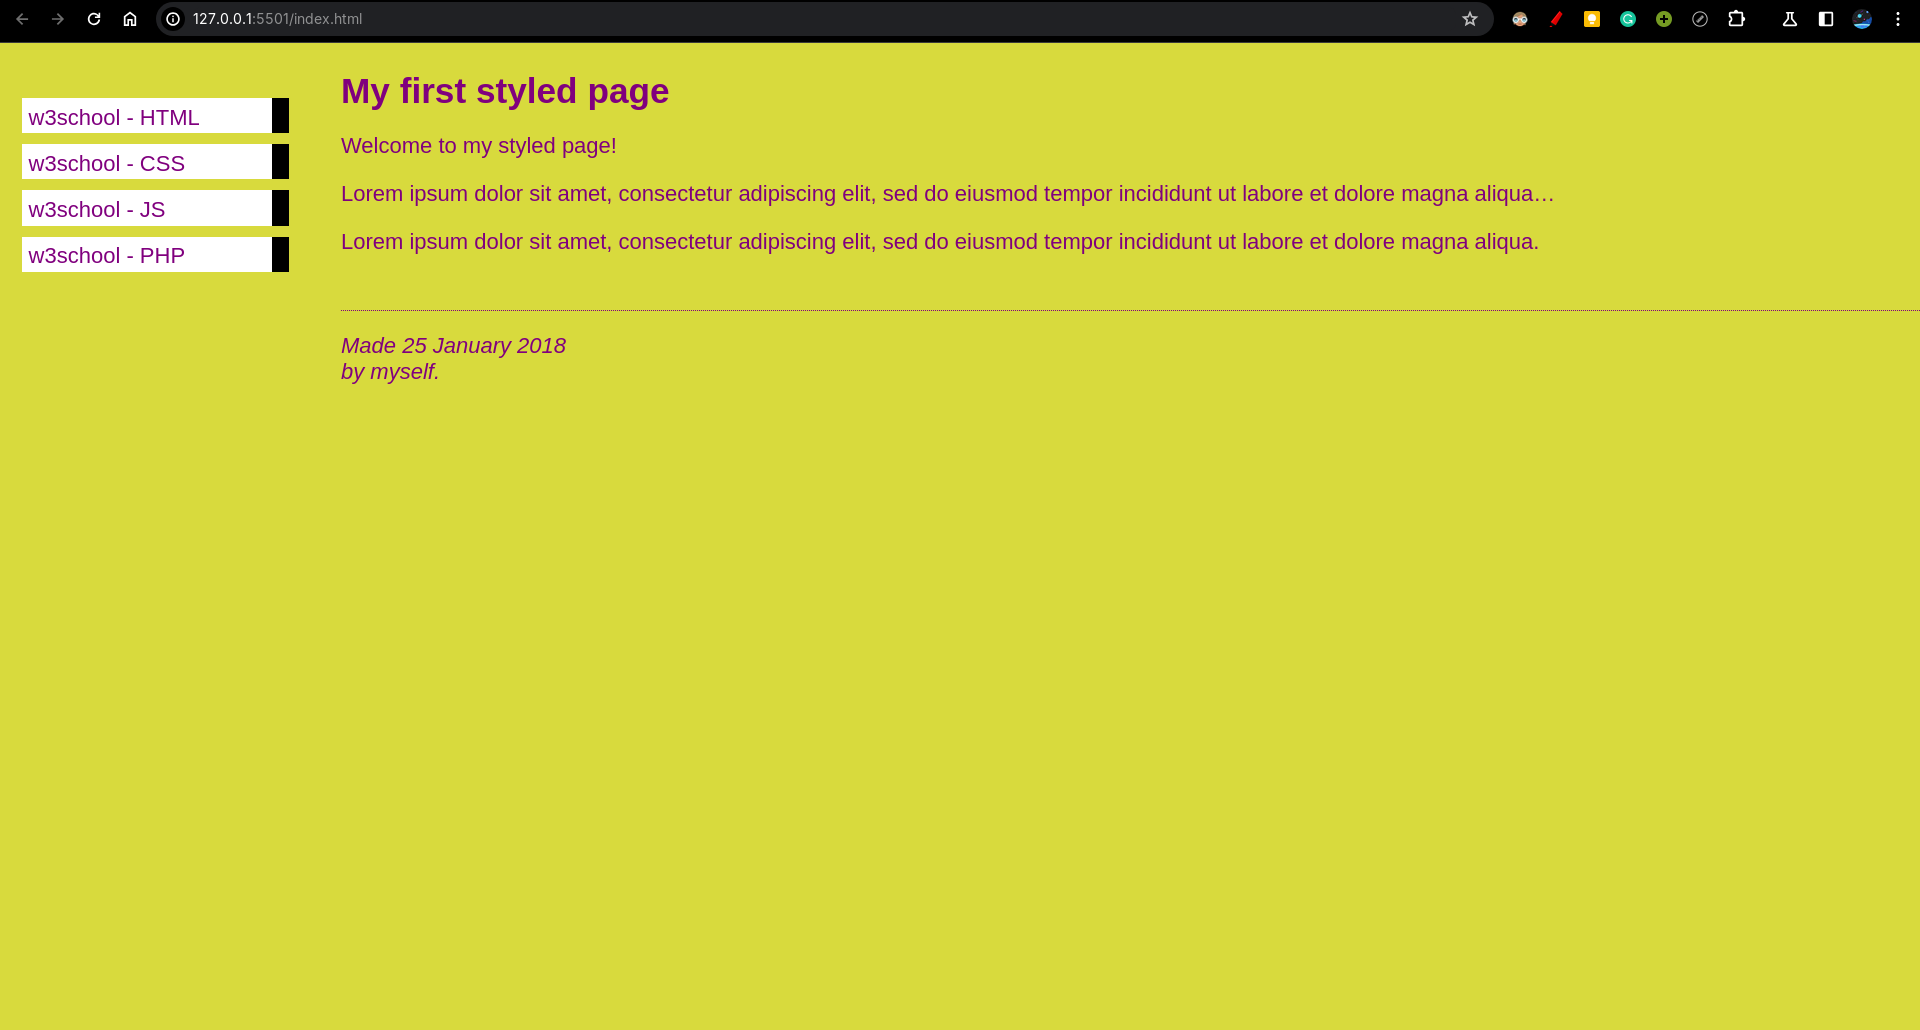 127.0.0.1:5501/index.html
w3school - HTML
w3school - CSS
w3school - JS
w3school - PHP
My first styled page
Welcome to my styled page!
Lorem ipsum dolor sit amet, consectetur adipiscing elit, sed do eiusmod tempor incididunt ut labore et dolore magna aliqua…
Lorem ipsum dolor sit amet, consectetur adipiscing elit, sed do eiusmod tempor incididunt ut labore et dolore magna aliqua.
Made 25 January 2018
by myself.